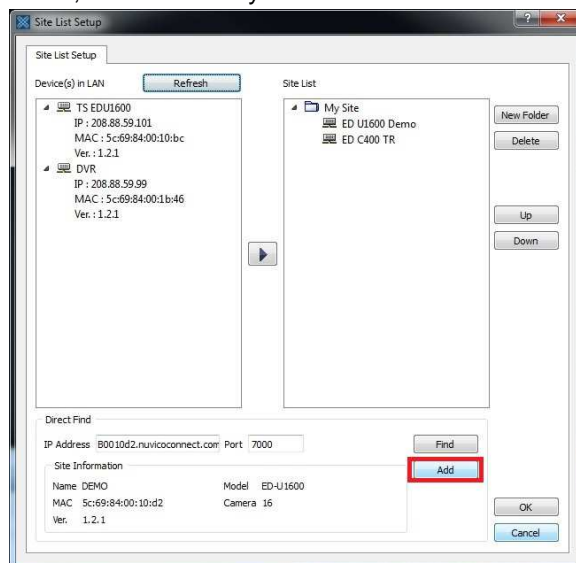 Site List Setup
Site List Setup
Device(s) in LAN
Refresh
Site List
TS EDU1600
IP : 208.88.59.101
MAC : 5c:69:84:00:10:bc
Ver. : 1.2.1
DVR
IP : 208.88.59.99
MAC : 5c:69:84:00:1b:46
Ver. : 1.2.1
My Site
ED U1600 Demo
ED C400 TR
New Folder
Delete
Up
Down
Direct Find
IP Address B0010d2.nuvicoconnect.com Port 7000
Find
Add
Site Information
Name DEMO Model ED-U1600
MAC 5c:69:84:00:10:d2 Camera 16
Ver. 1.2.1
OK
Cancel